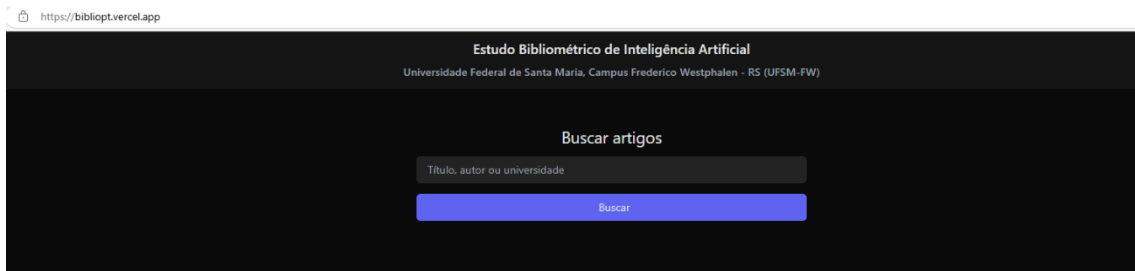 https://bibliopt.vercel.app
Estudo Bibliométrico de Inteligência Artificial
Universidade Federal de Santa Maria, Campus Frederico Westphalen - RS (UFSM-FW)
Buscar artigos
Título, autor ou universidade
Buscar